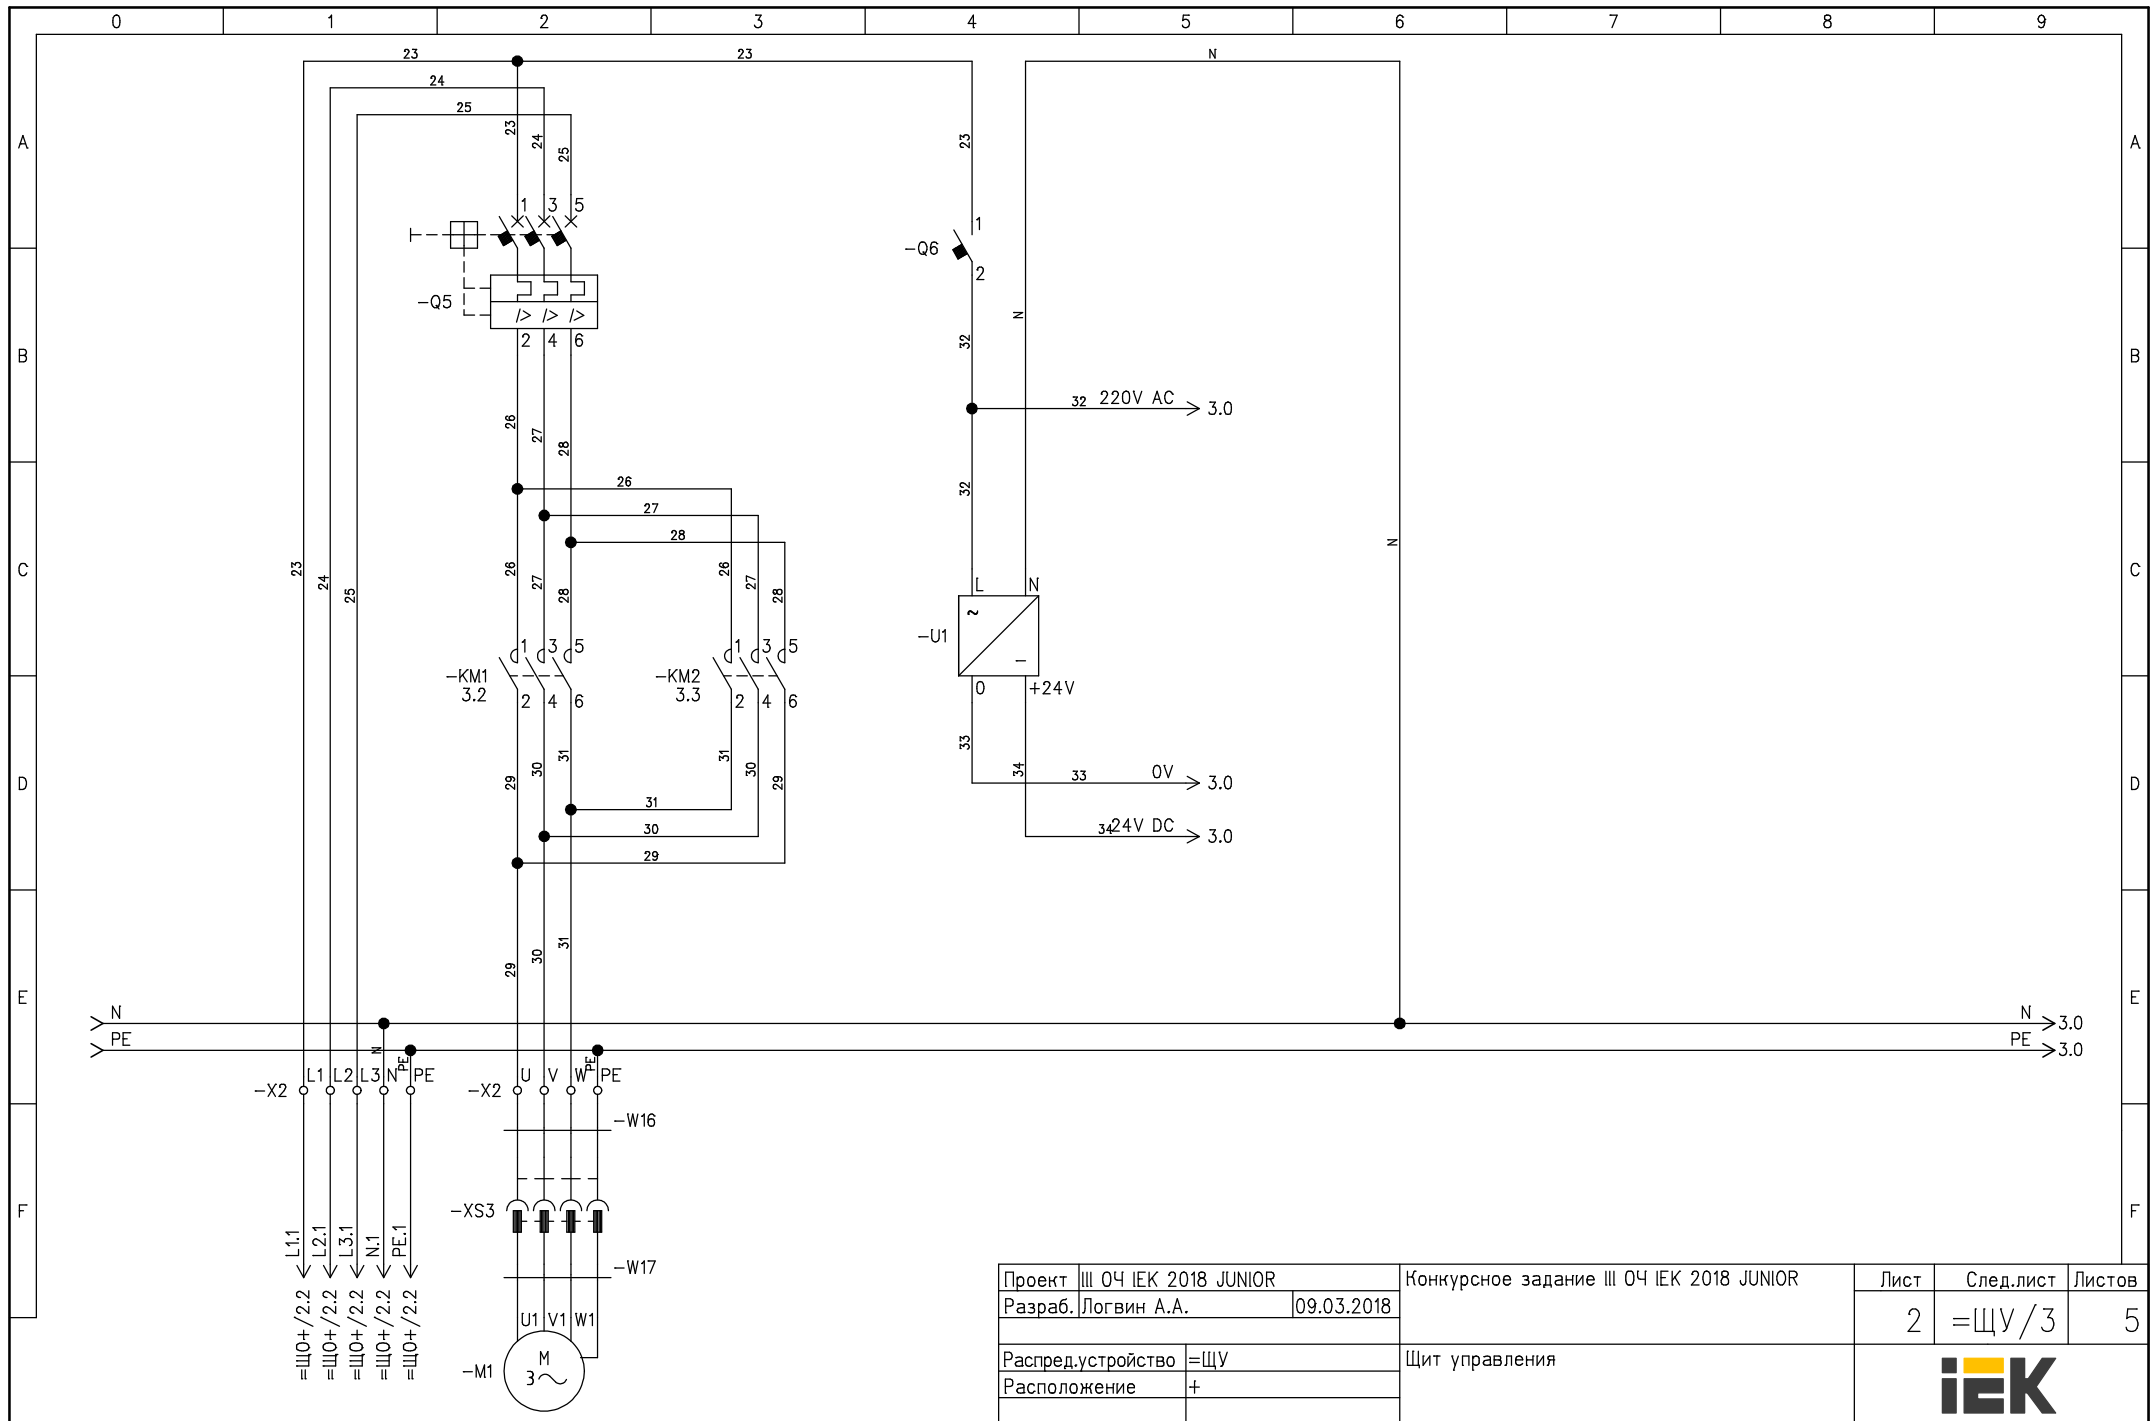 0 1 2 3 4 5 6 7 8 9
23 23 N
24
25
A 23 24 25 23 A
1 3 5
1
-Q6
2
-Q5
I> I> I>
2 4 6
N
32
B B
220V AC
32 3.0
26 27 28
26
27
28
32
N
C 23 24 25 26 27 28 26 27 28 C
L N
~
-U1
-
0 +24V
1 3 5 1 3 5
-KM1 -KM2
3.2 3.3
2 4 6 2 4 6
29 30 31 31 30 29 33 34
D 33 0V 3.0 D
34 24V DC 3.0
31
30
29
29 30 31
E E
N N 3.0
PE PE 3.0
N PE PE
-X2 L1 L2 L3 N PE -X2 U V W PE
-W16
F -XS3 F
L1.1 L2.1 L3.1 N.1 PE.1
-W17
=ЩО+/2.2 =ЩО+/2.2 =ЩО+/2.2 =ЩО+/2.2 =ЩО+/2.2
U1 V1 W1
-M1 M
3~
Проект III ОЧ IEK 2018 JUNIOR Конкурсное задание III ОЧ IEK 2018 JUNIOR Лист След.лист Листов
Разраб. Логвин А.А. 09.03.2018 2 =ЩУ/3 5
Распред.устройство =ЩУ Щит управления
Расположение +
iEK